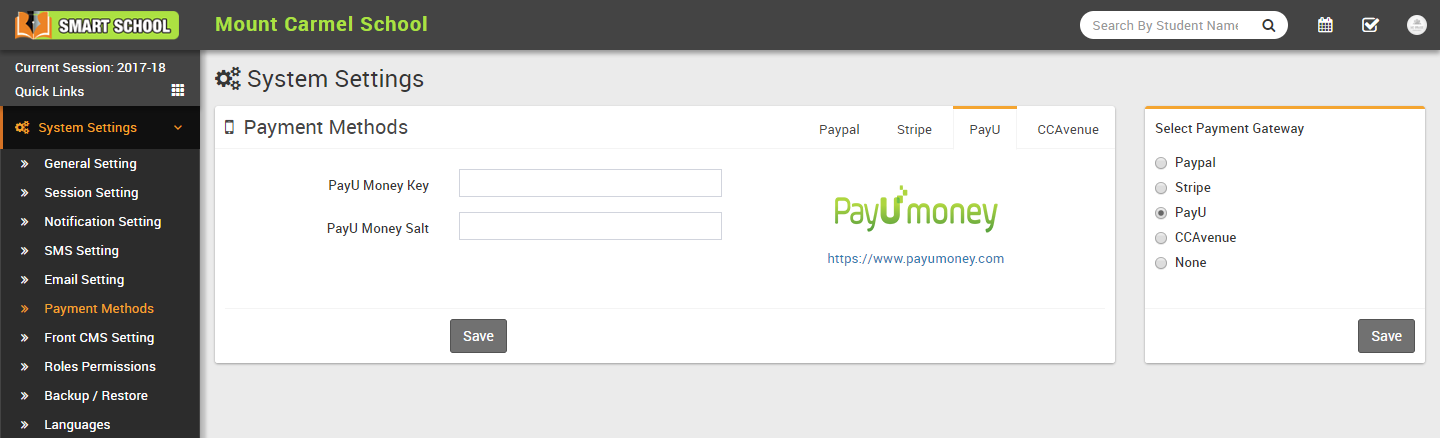 SMART SCHOOL
Mount Carmel School
Search By Student Name
Current Session: 2017-18
Quick Links
System Settings
General Setting
Session Setting
Notification Setting
SMS Setting
Email Setting
Payment Methods
Front CMS Setting
Roles Permissions
Backup / Restore
Languages
System Settings
Payment Methods
Paypal
Stripe
PayU
CCAvenue
PayU Money Key
PayU Money Salt
PayUmoney
https://www.payumoney.com
Save
Select Payment Gateway
Paypal
Stripe
PayU
CCAvenue
None
Save